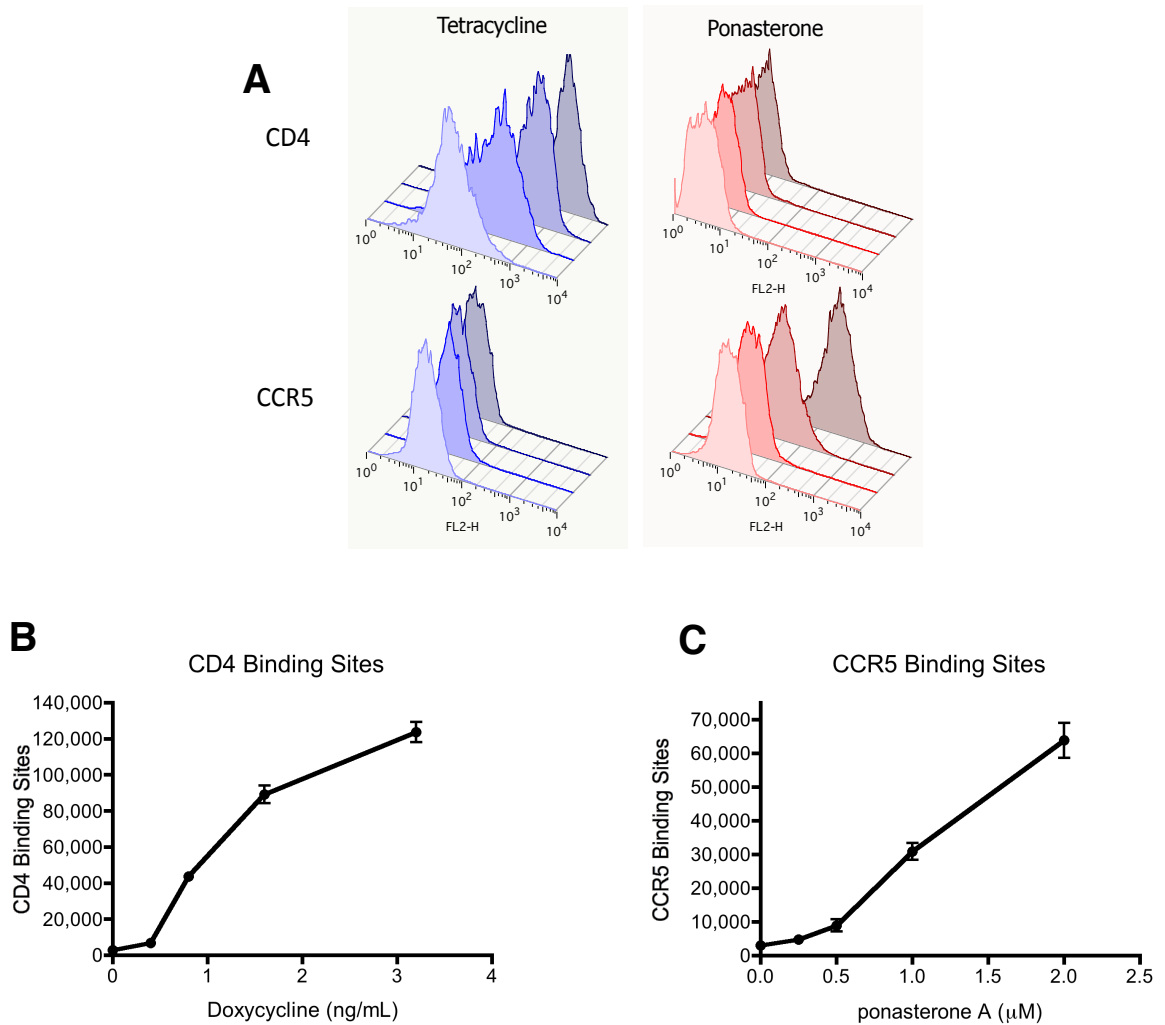 Tetracycline
Ponasterone
A
CD4
10⁰
10¹
10²
10³
10⁴
10⁰
10¹
10²
10³
10⁴
FL2-H
CCR5
10⁰
10¹
10²
10³
10⁴
FL2-H
10⁰
10¹
10²
10³
10⁴
FL2-H
B
CD4 Binding Sites
CD4 Binding Sites
140,000
120,000
100,000
80,000
60,000
40,000
20,000
0
0 1 2 3 4
Doxycycline (ng/mL)
C
CCR5 Binding Sites
CCR5 Binding Sites
70,000
60,000
50,000
40,000
30,000
20,000
10,000
0
0.0 0.5 1.0 1.5 2.0 2.5
ponasterone A (μM)